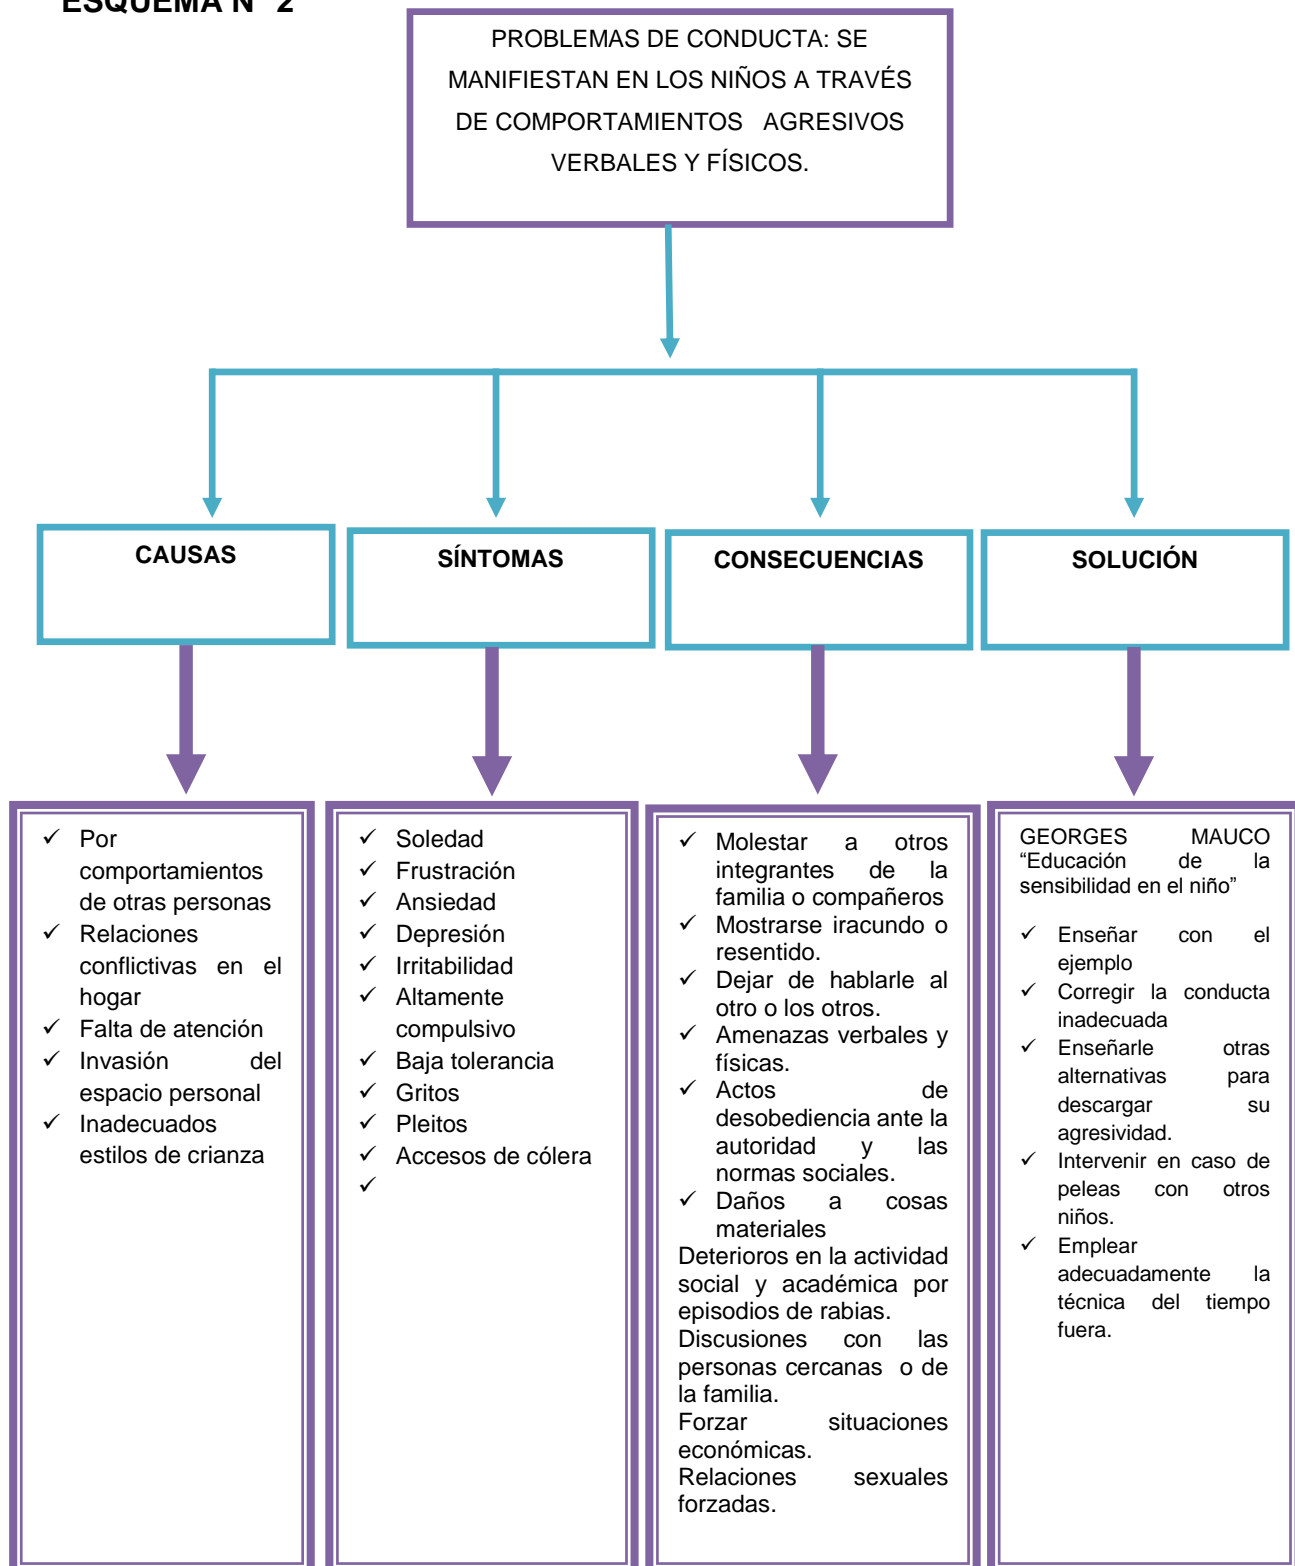 ESQUEMA N° 2
PROBLEMAS DE CONDUCTA: SE
MANIFIESTAN EN LOS NIÑOS A TRAVÉS
DE COMPORTAMIENTOS AGRESIVOS
VERBALES Y FÍSICOS.
CAUSAS
SÍNTOMAS
CONSECUENCIAS
SOLUCIÓN
✓ Por
comportamientos
de otras personas
✓ Relaciones
conflictivas en el
hogar
✓ Falta de atención
✓ Invasión del
espacio personal
✓ Inadecuados
estilos de crianza
✓ Soledad
✓ Frustración
✓ Ansiedad
✓ Depresión
✓ Irritabilidad
✓ Altamente
compulsivo
✓ Baja tolerancia
✓ Gritos
✓ Pleitos
✓ Accesos de cólera
✓
✓ Molestar a otros
integrantes de la
familia o compañeros
✓ Mostrarse iracundo o
resentido.
✓ Dejar de hablarle al
otro o los otros.
✓ Amenazas verbales y
físicas.
✓ Actos de
desobediencia ante la
autoridad y las
normas sociales.
✓ Daños a cosas
materiales
Deterioros en la actividad
social y académica por
episodios de rabias.
Discusiones con las
personas cercanas o de
la familia.
Forzar situaciones
económicas.
Relaciones sexuales
forzadas.
GEORGES MAUCO
“Educación de la
sensibilidad en el niño”
✓ Enseñar con el
ejemplo
✓ Corregir la conducta
inadecuada
✓ Enseñarle otras
alternativas para
descargar su
agresividad.
✓ Intervenir en caso de
peleas con otros
niños.
✓ Emplear
adecuadamente la
técnica del tiempo
fuera.